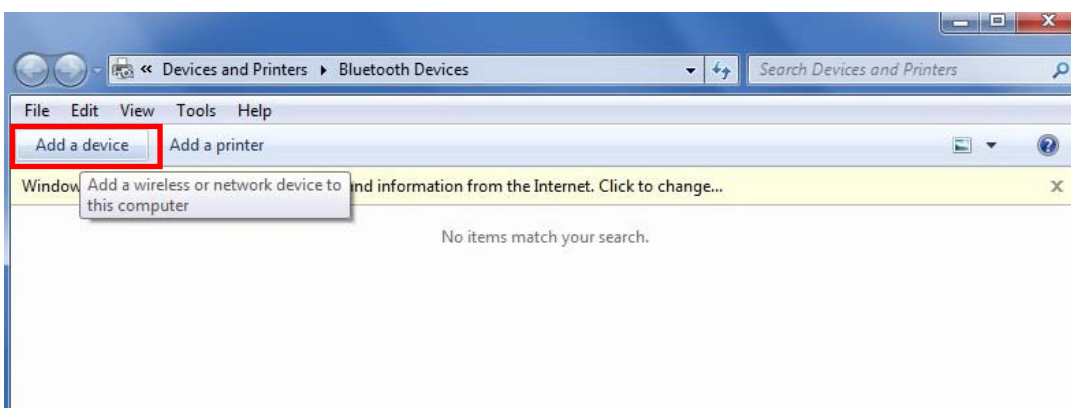 « Devices and Printers ▸ Bluetooth Devices Search Devices and Printers
File Edit View Tools Help
Add a device Add a printer
Window nd information from the Internet. Click to change...
Add a wireless or network device to
this computer
No items match your search.